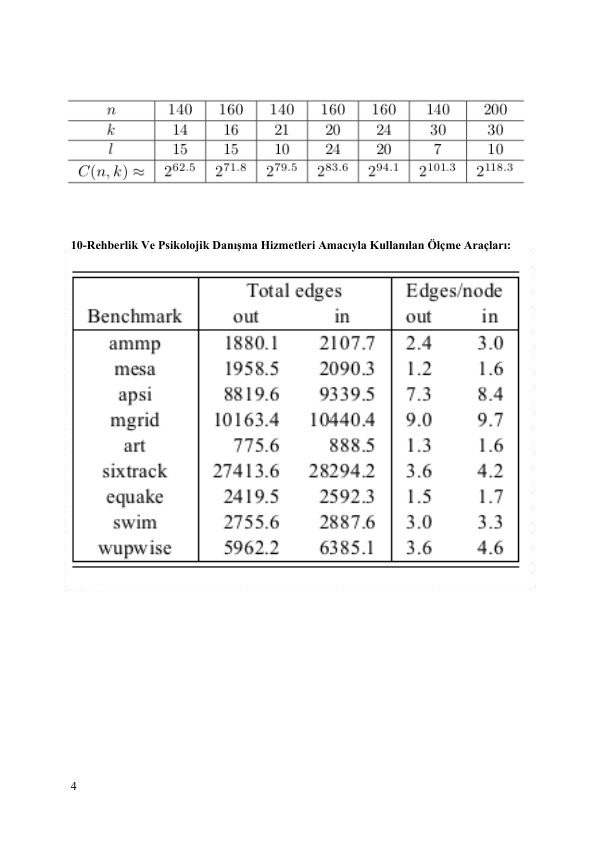 n 140 160 140 160 160 140 200
k 14 16 21 20 24 30 30
l 15 15 10 24 20 7 10
C(n, k) ≈ 2^62.5 2^71.8 2^79.5 2^83.6 2^94.1 2^101.3 2^118.3
10-Rehberlik Ve Psikolojik Danışma Hizmetleri Amacıyla Kullanılan Ölçme Araçları:
Total edges Edges/node
Benchmark out in out in
ammp 1880.1 2107.7 2.4 3.0
mesa 1958.5 2090.3 1.2 1.6
apsi 8819.6 9339.5 7.3 8.4
mgrid 10163.4 10440.4 9.0 9.7
art 775.6 888.5 1.3 1.6
sixtrack 27413.6 28294.2 3.6 4.2
equake 2419.5 2592.3 1.5 1.7
swim 2755.6 2887.6 3.0 3.3
wupwise 5962.2 6385.1 3.6 4.6
4